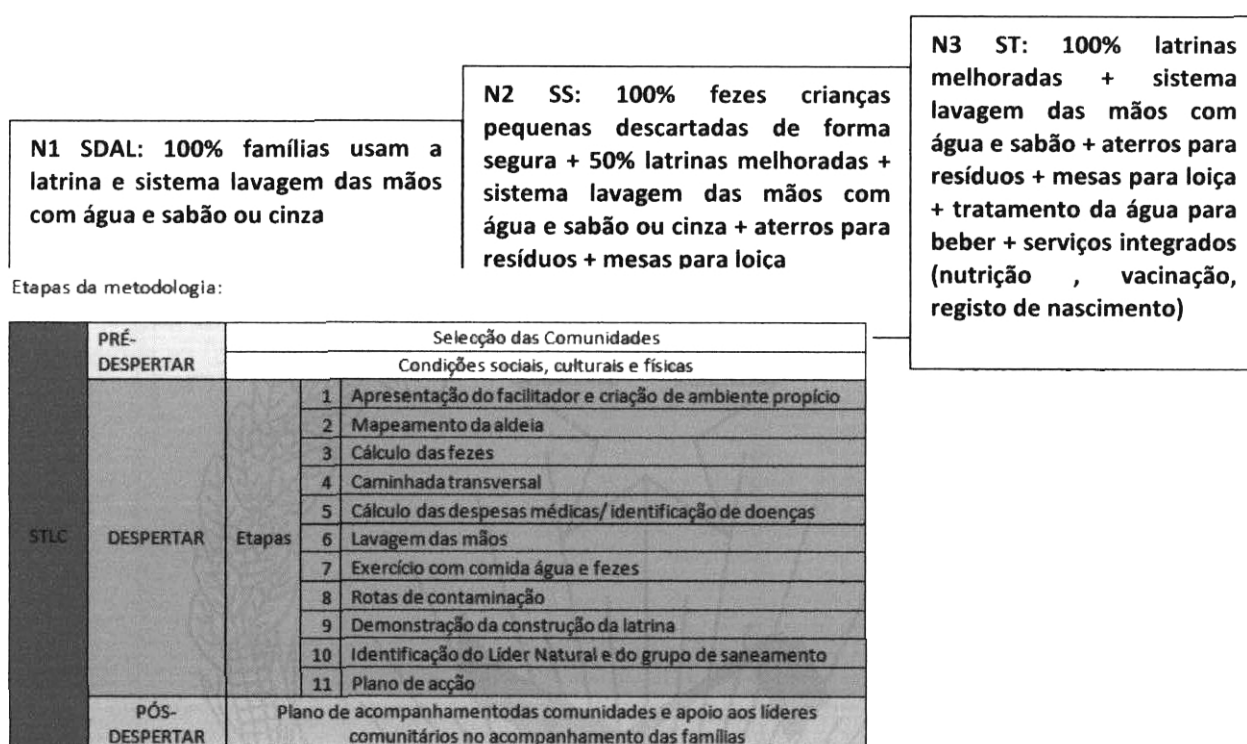 N1 SDAL: 100% famílias usam a
latrina e sistema lavagem das mãos
com água e sabão ou cinza
N2 SS: 100% fezes crianças
pequenas descartadas de forma
segura + 50% latrinas melhoradas +
sistema lavagem das mãos com
água e sabão ou cinza + aterros para
resíduos + mesas para loiça
N3 ST: 100% latrinas
melhoradas + sistema
lavagem das mãos com
água e sabão + aterros para
resíduos + mesas para loiça
+ tratamento da água para
beber + serviços integrados
(nutrição , vacinação,
registo de nascimento)
Etapas da metodologia:
STLC
PRÉ-
DESPERTAR
Selecção das Comunidades
Condições sociais, culturais e físicas
DESPERTAR
Etapas
1 Apresentação do facilitador e criação de ambiente propício
2 Mapeamento da aldeia
3 Cálculo das fezes
4 Caminhada transversal
5 Cálculo das despesas médicas/ identificação de doenças
6 Lavagem das mãos
7 Exercício com comida água e fezes
8 Rotas de contaminação
9 Demonstração da construção da latrina
10 Identificação do Líder Natural e do grupo de saneamento
11 Plano de acção
PÓS-
DESPERTAR
Plano de acompanhamentodas comunidades e apoio aos líderes
comunitários no acompanhamento das famílias